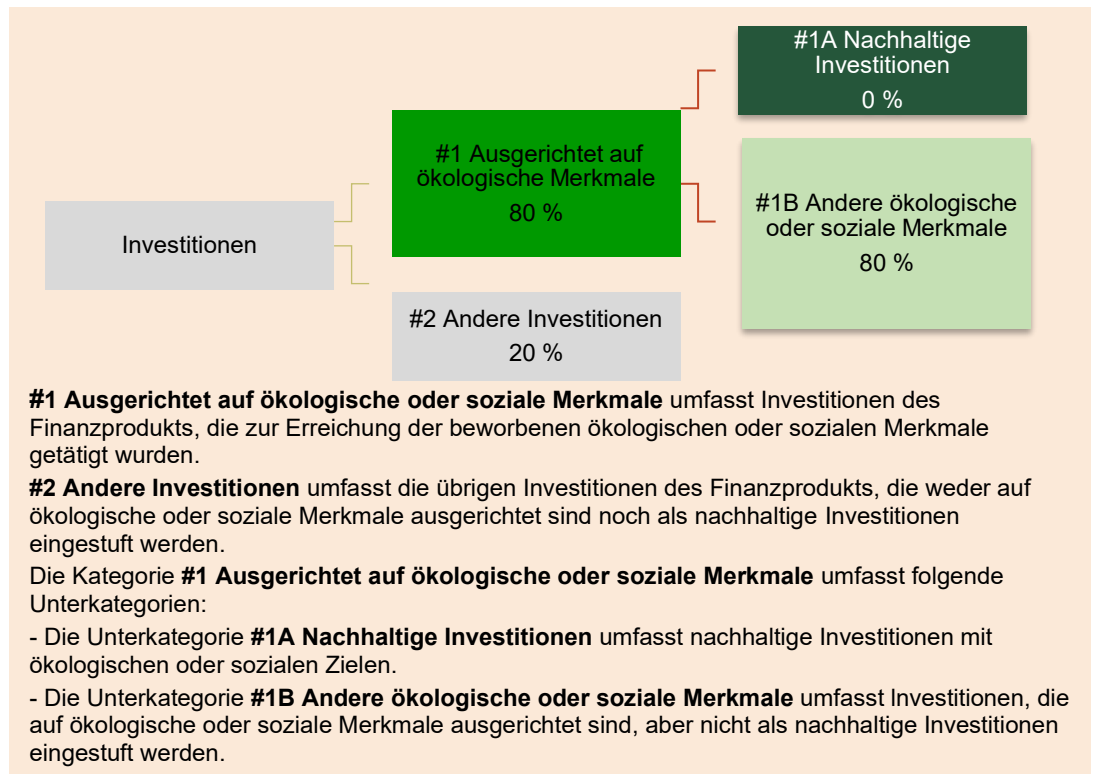 #1A Nachhaltige
Investitionen
0 %
#1 Ausgerichtet auf
ökologische Merkmale
80 %
#1B Andere ökologische
oder soziale Merkmale
80 %
Investitionen
#2 Andere Investitionen
20 %
#1 Ausgerichtet auf ökologische oder soziale Merkmale umfasst Investitionen des
Finanzprodukts, die zur Erreichung der beworbenen ökologischen oder sozialen Merkmale
getätigt wurden.
#2 Andere Investitionen umfasst die übrigen Investitionen des Finanzprodukts, die weder auf
ökologische oder soziale Merkmale ausgerichtet sind noch als nachhaltige Investitionen
eingestuft werden.
Die Kategorie #1 Ausgerichtet auf ökologische oder soziale Merkmale umfasst folgende
Unterkategorien:
- Die Unterkategorie #1A Nachhaltige Investitionen umfasst nachhaltige Investitionen mit
ökologischen oder sozialen Zielen.
- Die Unterkategorie #1B Andere ökologische oder soziale Merkmale umfasst Investitionen, die
auf ökologische oder soziale Merkmale ausgerichtet sind, aber nicht als nachhaltige Investitionen
eingestuft werden.